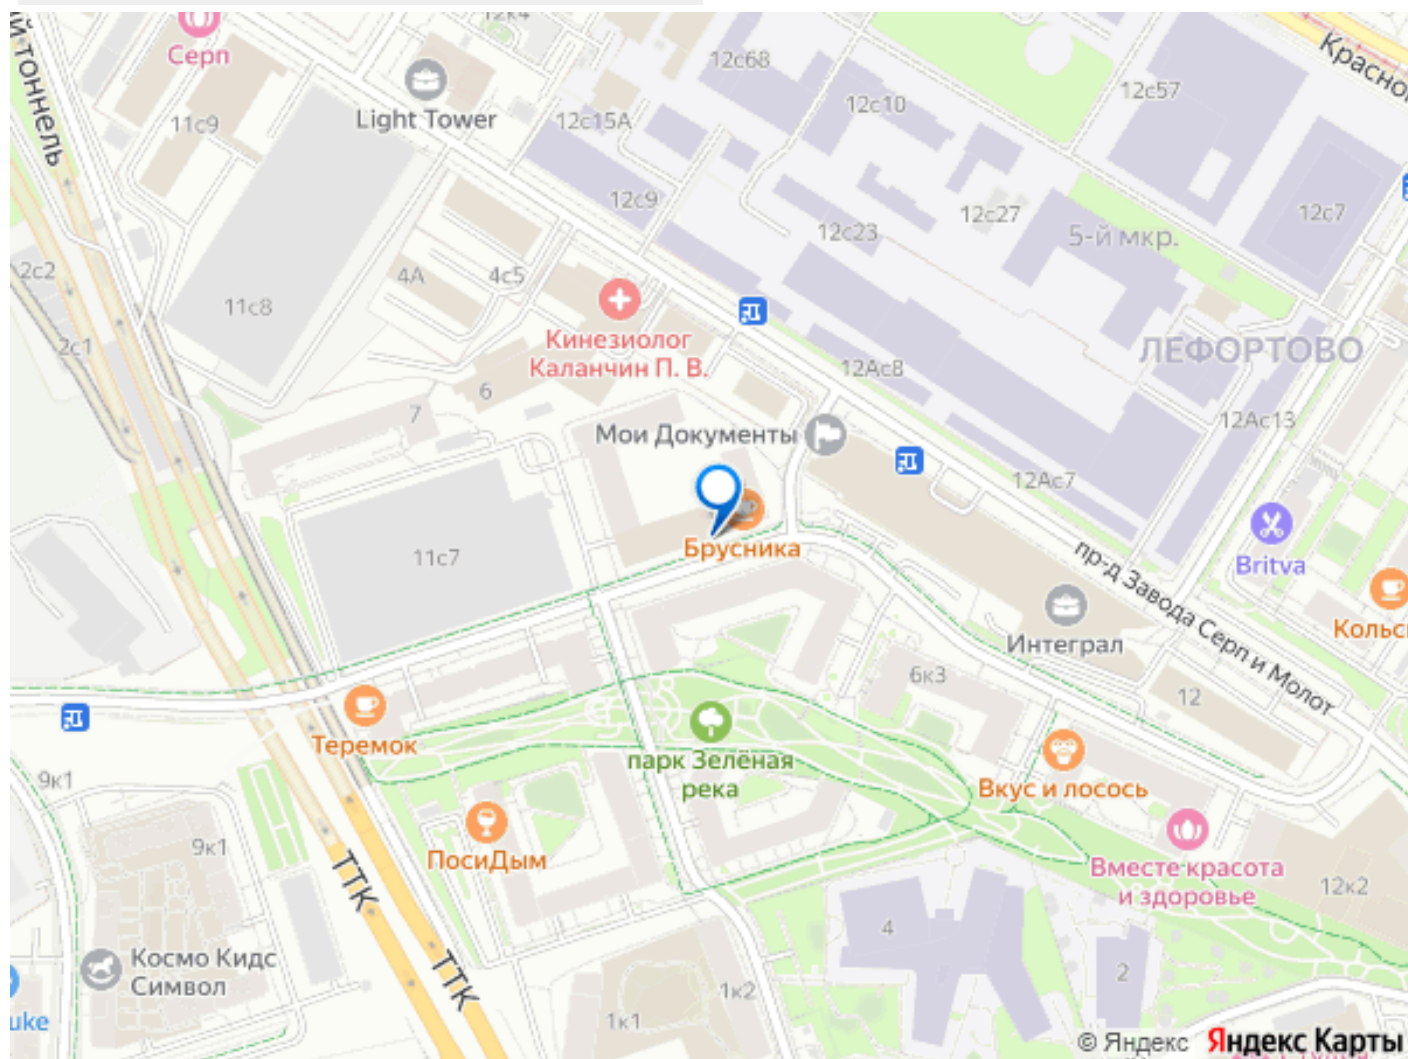 12к4
Серп
й тоннель
Красно
12с68
12с57
12с10
Light Tower
11с9
12с15А
12с9
12с7
12с27
12с23
5-й мкр.
2с2
4А
4с5
11с8
Кинезиолог
Каланчин П. В.
2с1
ЛЕФОРТОВО
12Ас8
6
7
12Ас13
Мои Документы
12Ас7
11с7
Брусника
Britva
пр-д Завода Серп и Молот
Кольс
Интеграл
6к3
12
Теремок
парк Зелёная
река
9к1
Вкус и лосось
9к1
ПосиДым
ТТК
Вместе красота
и здоровье
12к2
4
Космо Кидс
Символ
ТТК
2
1к2
uke
1к1
© Яндекс Яндекс Карты